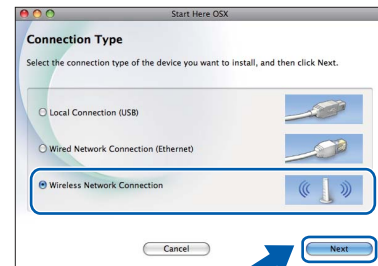 Start Here OSX
Connection Type
Select the connection type of the device you want to install, and then click Next.
Local Connection (USB)
Wired Network Connection (Ethernet)
Wireless Network Connection
Cancel
Next